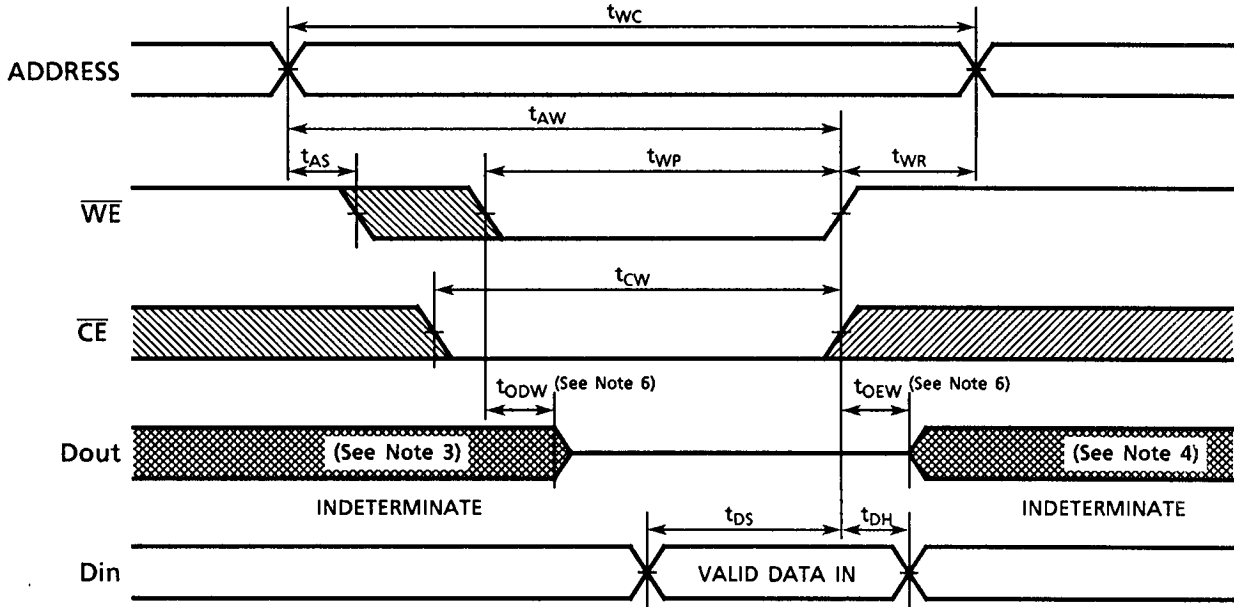 tWC
ADDRESS
tAW
tAS
tWP
tWR
WE
tCW
CE
tODW (See Note 6)
tOEW (See Note 6)
Dout
(See Note 3)
(See Note 4)
INDETERMINATE
INDETERMINATE
tDS
tDH
Din
VALID DATA IN